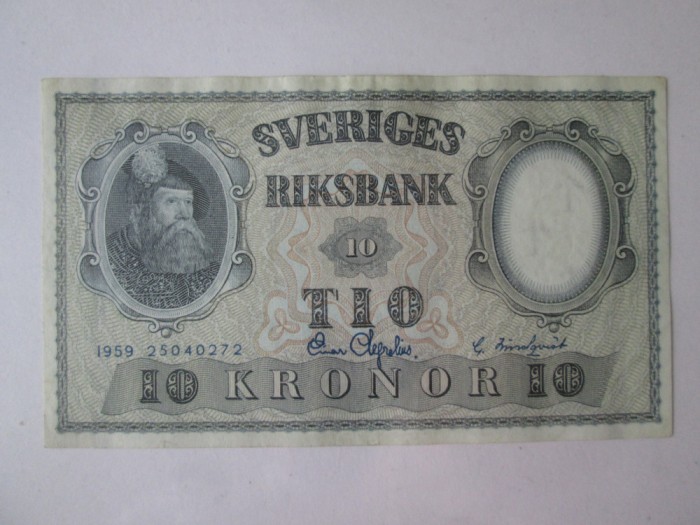 SVERIGES
RIKSBANK
10
TIO
1959 25040272
10 KRONOR 10